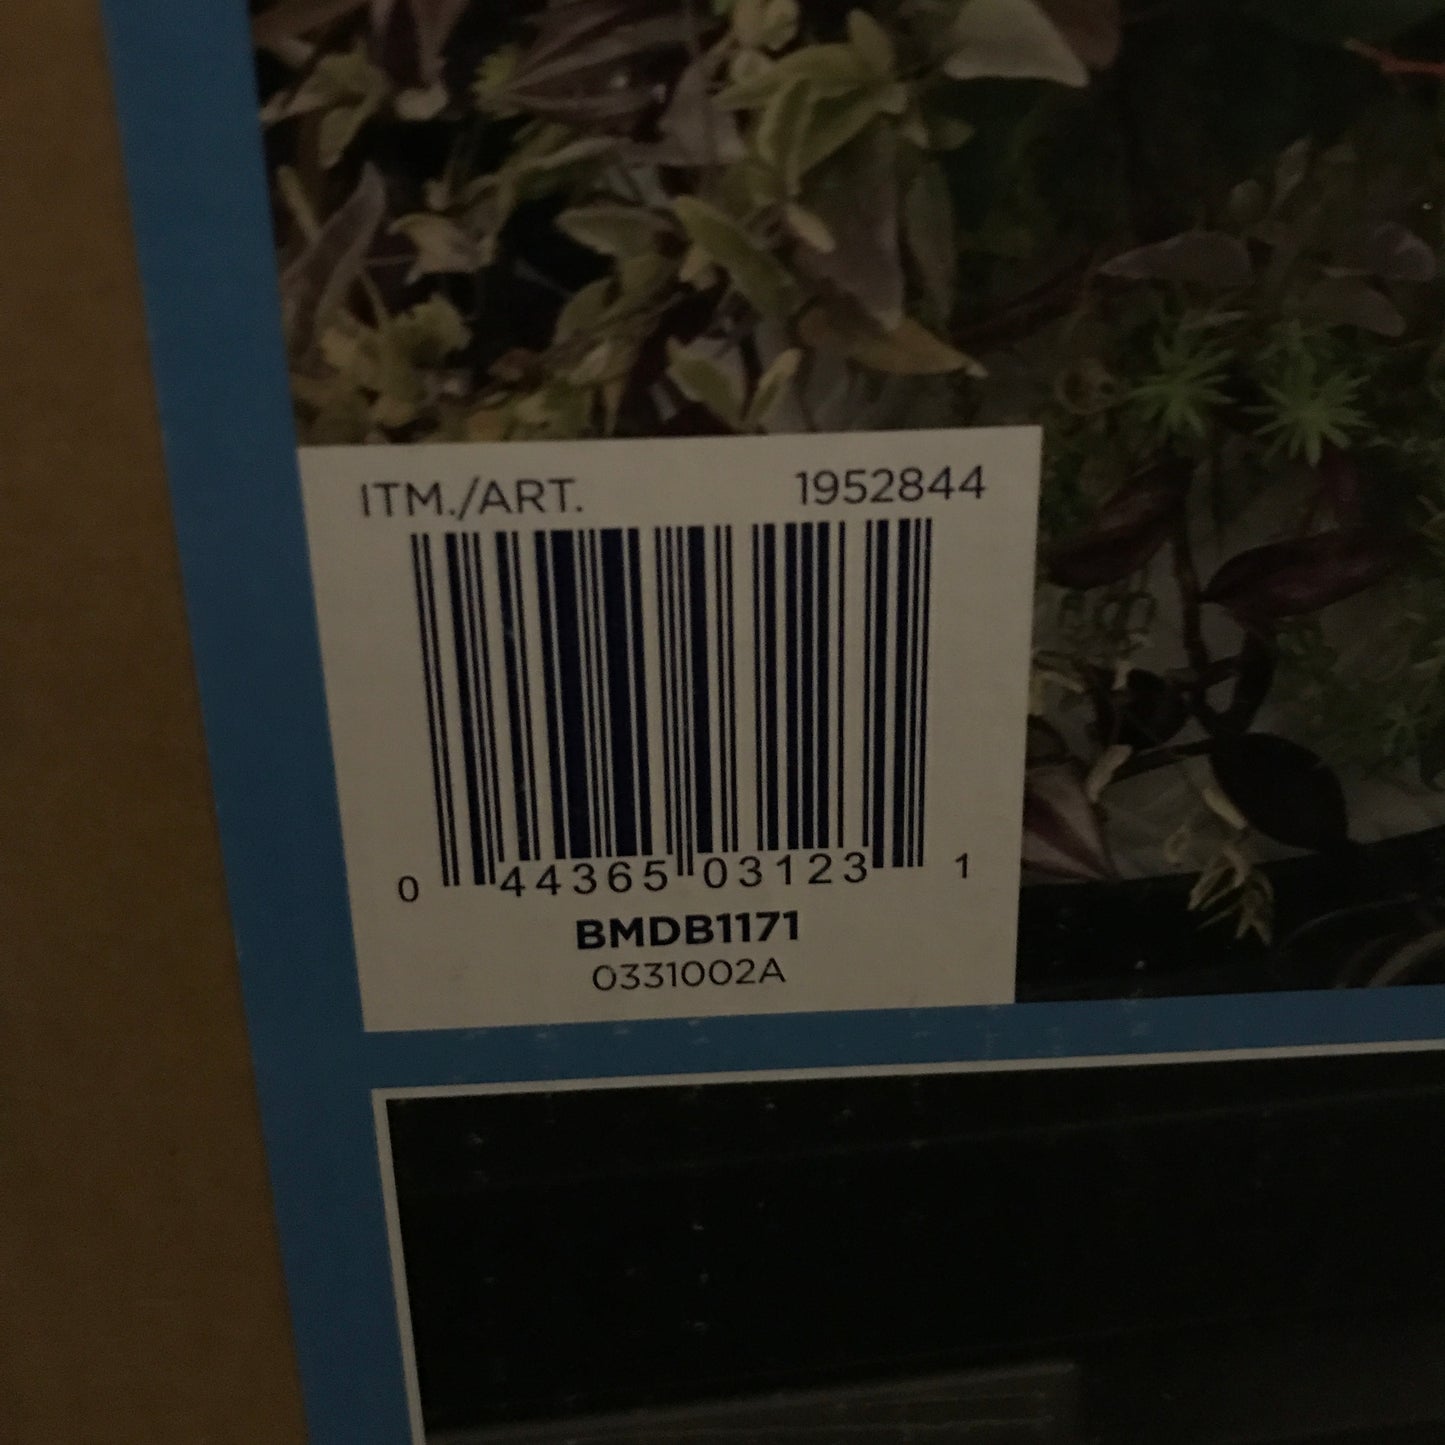 ITM./ART. 1952844
0 44365 03123 1
BMDB1171
0331002A